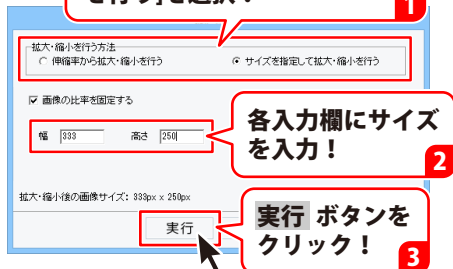 を行う]を選択！
1
拡大・縮小を行う方法
伸縮率から拡大・縮小を行う
サイズを指定して拡大・縮小を行う
画像の比率を固定する
幅 333 高さ 250
各入力欄にサイズ
を入力！
2
拡大・縮小後の画像サイズ: 333px x 250px
実行
実行 ボタンを
クリック！
3